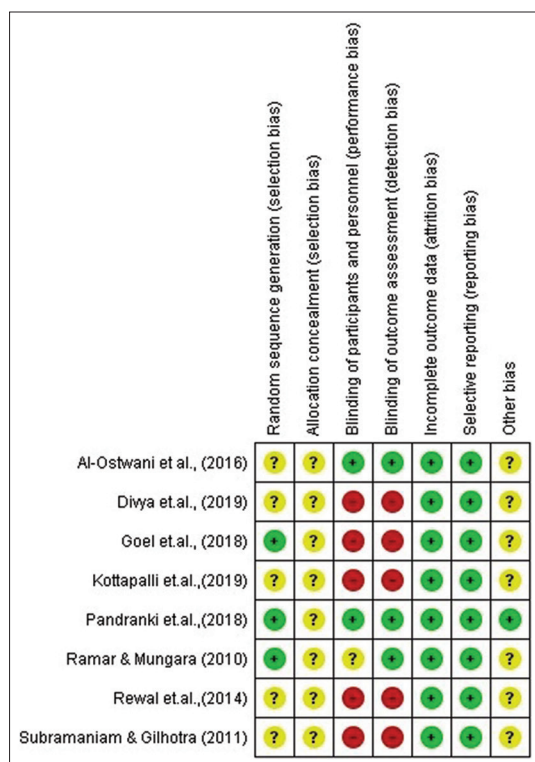 Random sequence generation (selection bias)
Allocation concealment (selection bias)
Blinding of participants and personnel (performance bias)
Blinding of outcome assessment (detection bias)
Incomplete outcome data (attrition bias)
Selective reporting (reporting bias)
Other bias
Al-Ostwani et.al., (2016) ? ? + + + + ?
Divya et.al., (2019) ? ? - - + + ?
Goel et.al., (2018) + ? - - + + ?
Kottapalli et.al.,(2019) ? ? - - + + ?
Pandranki et.al.,(2018) + ? + + + + +
Ramar & Mungara (2010) + ? ? + + + ?
Rewal et.al.,(2014) ? ? - - + + ?
Subramaniam & Gilhotra (2011) ? ? - - + + ?